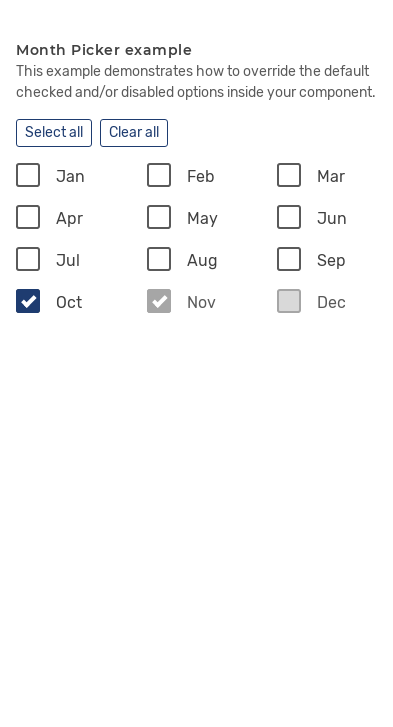 Month Picker example
This example demonstrates how to override the default
checked and/or disabled options inside your component.
Select all Clear all
Jan Feb Mar
Apr May Jun
Jul Aug Sep
Oct Nov Dec